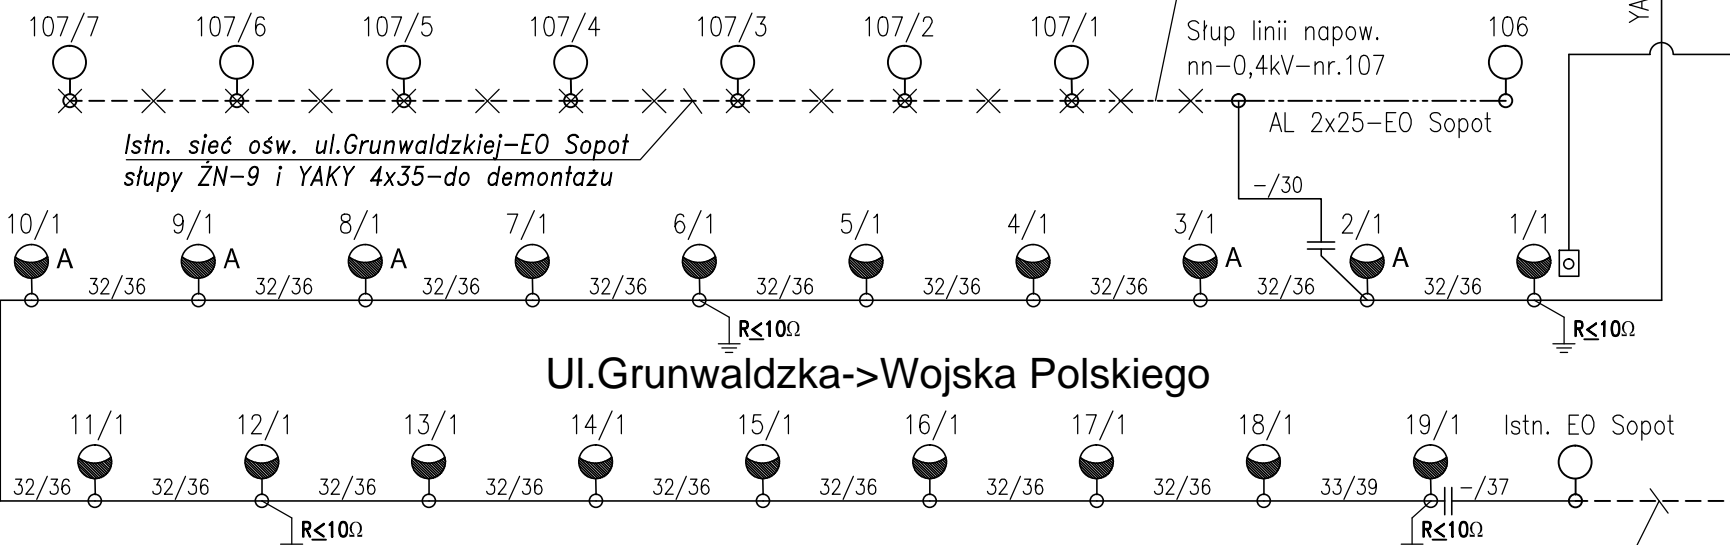 107/7 107/6 107/5 107/4 107/3 107/2 107/1 106
Słup linii napow.
nn-0,4kV-nr.107
YA
AL 2x25-EO Sopot
Istn. sieć ośw. ul.Grunwaldzkiej-EO Sopot
słupy ŻN-9 i YAKY 4x35-do demontażu
-/30
10/1 9/1 8/1 7/1 6/1 5/1 4/1 3/1 2/1 1/1
A A A A A
32/36 32/36 32/36 32/36 32/36 32/36 32/36 32/36 32/36
R≤10Ω R≤10Ω
Ul.Grunwaldzka->Wojska Polskiego
11/1 12/1 13/1 14/1 15/1 16/1 17/1 18/1 19/1 Istn. EO Sopot
32/36 32/36 32/36 32/36 32/36 32/36 32/36 32/36 33/39 -/37
R≤10Ω R≤10Ω